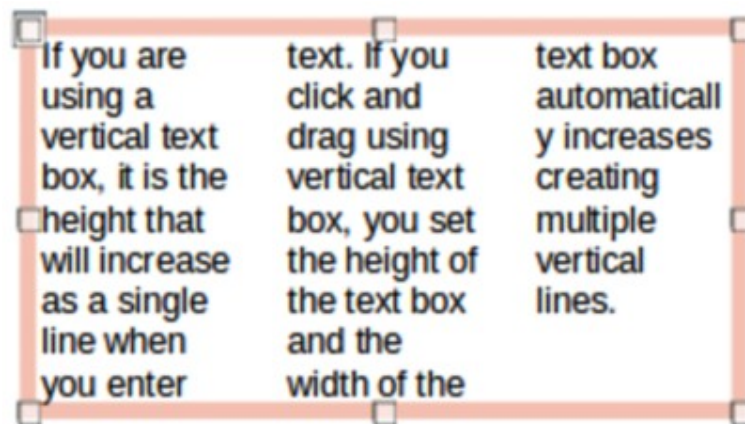 If you are
using a
vertical text
box, it is the
height that
will increase
as a single
line when
you enter
text. If you
click and
drag using
vertical text
box, you set
the height of
the text box
and the
width of the
text box
automaticall
y increases
creating
multiple
vertical
lines.